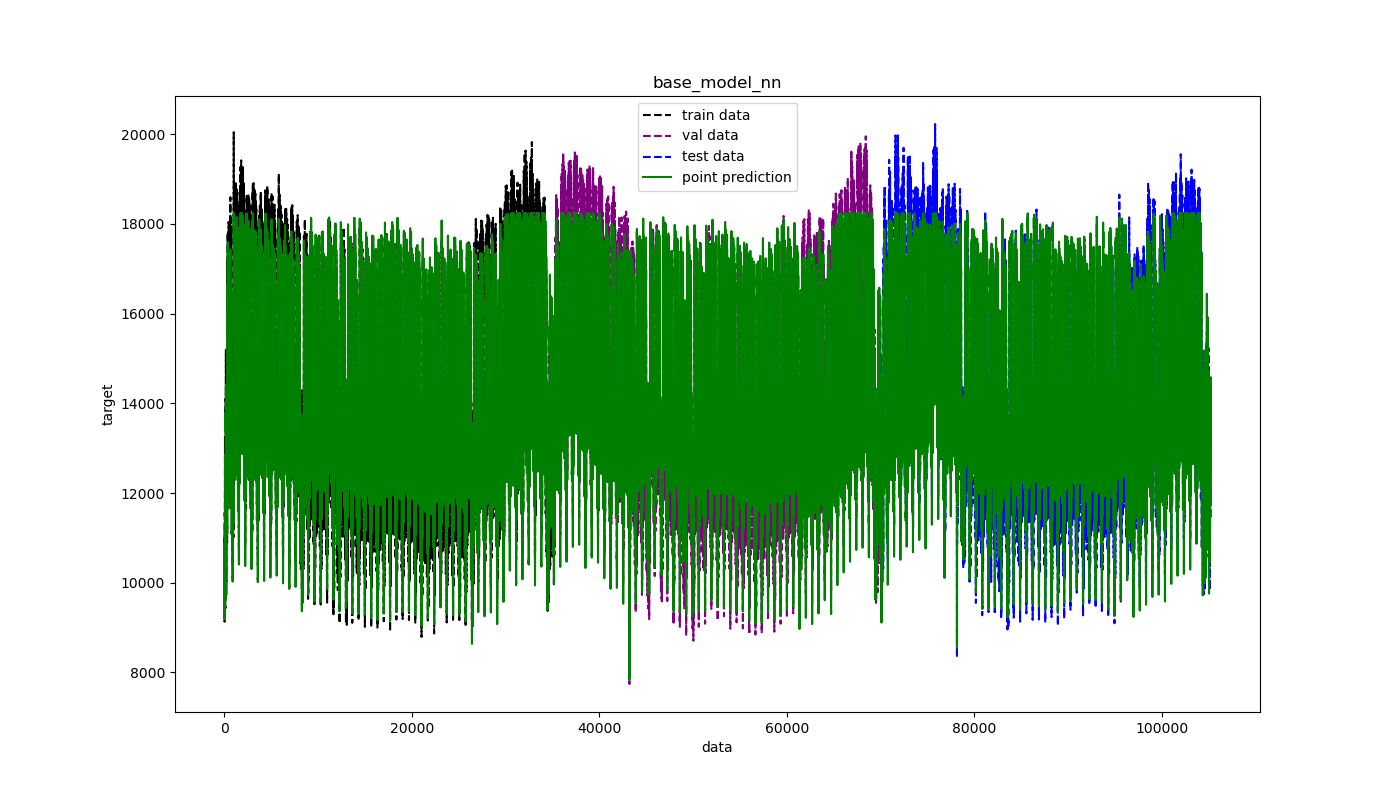 base_model_nn
train data
val data
test data
point prediction
20000
18000
16000
14000
12000
10000
8000
target
0
20000
40000
60000
80000
100000
data